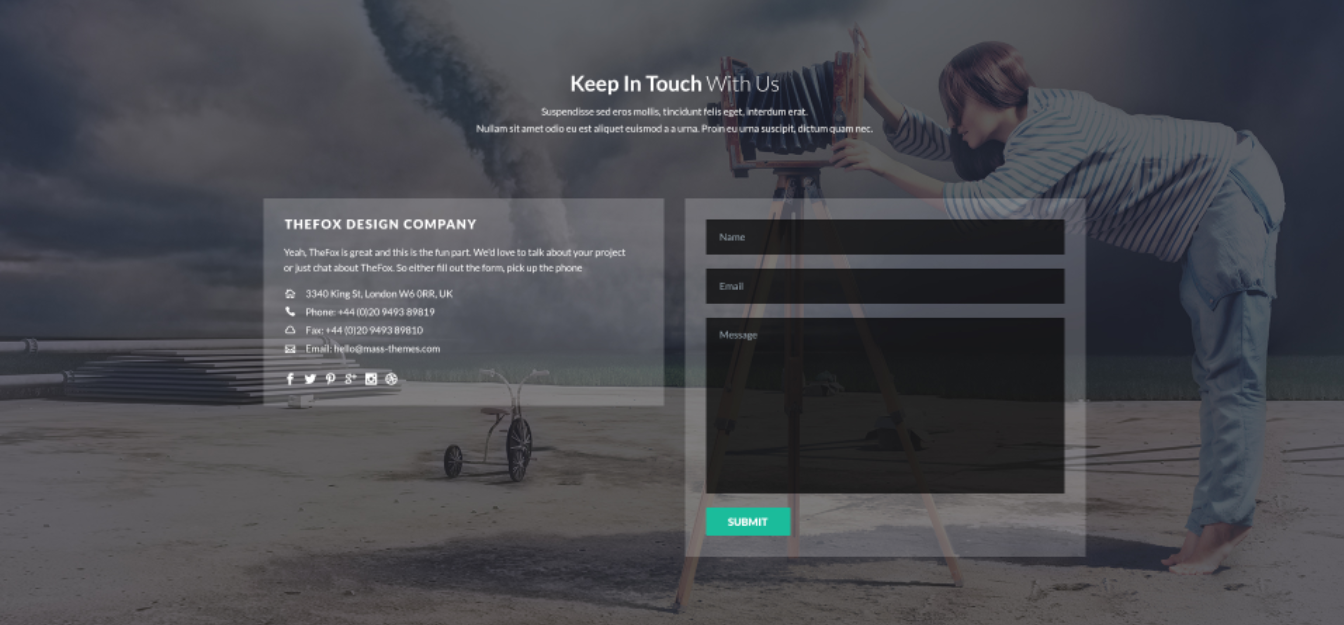 Keep In Touch With Us
Suspendisse sed eros mollis, tincidunt felis eget, interdum erat.
Nullam sit amet odio eu est aliquet euismod a a urna. Proin eu urna suscipit, dictum quam nec.
THEFOX DESIGN COMPANY
Yeah, TheFox is great and this is the fun part. We'd love to talk about your project
or just chat about TheFox. So either fill out the form, pick up the phone
3340 King St, London W6 0RR, UK
Phone: +44 (0)20 9493 89819
Fax: +44 (0)20 9493 89810
Email: hello@mass-themes.com
Name
Email
Message
SUBMIT